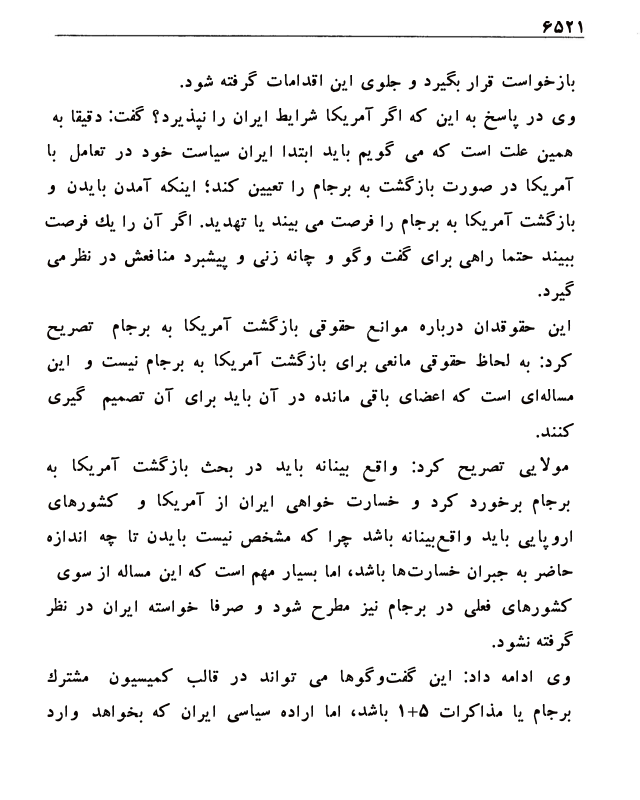 ۶۵۲۱
بازخواست قرار بگیرد و جلوی این اقدامات گرفته شود.
وی در پاسخ به این که اگر آمریکا شرایط ایران را نپذیرد؟ گفت: دقیقا به
همین علت است که می گویم باید ابتدا ایران سیاست خود در تعامل با
آمریکا در صورت بازگشت به برجام را تعیین کند؛ اینکه آمدن بایدن و
بازگشت آمریکا به برجام را فرصت می بیند یا تهدید. اگر آن را یك فرصت
ببیند حتما راهی برای گفت وگو و چانه زنی و پیشبرد منافعش در نظر می
گیرد.
این حقوقدان درباره موانع حقوقی بازگشت آمریکا به برجام تصریح
کرد: به لحاظ حقوقی مانعی برای بازگشت آمریکا به برجام نیست و این
مساله‌ای است که اعضای باقی مانده در آن باید برای آن تصمیم گیری
کنند.
مولایی تصریح کرد: واقع بینانه باید در بحث بازگشت آمریکا به
برجام برخورد کرد و خسارت خواهی ایران از آمریکا و کشورهای
اروپایی باید واقع‌بینانه باشد چرا که مشخص نیست بایدن تا چه اندازه
حاضر به جبران خسارت‌ها باشد، اما بسیار مهم است که این مساله از سوی
کشورهای فعلی در برجام نیز مطرح شود و صرفا خواسته ایران در نظر
گرفته نشود.
وی ادامه داد: این گفت‌وگوها می تواند در قالب کمیسیون مشترك
برجام یا مذاکرات ۵+۱ باشد، اما اراده سیاسی ایران که بخواهد وارد